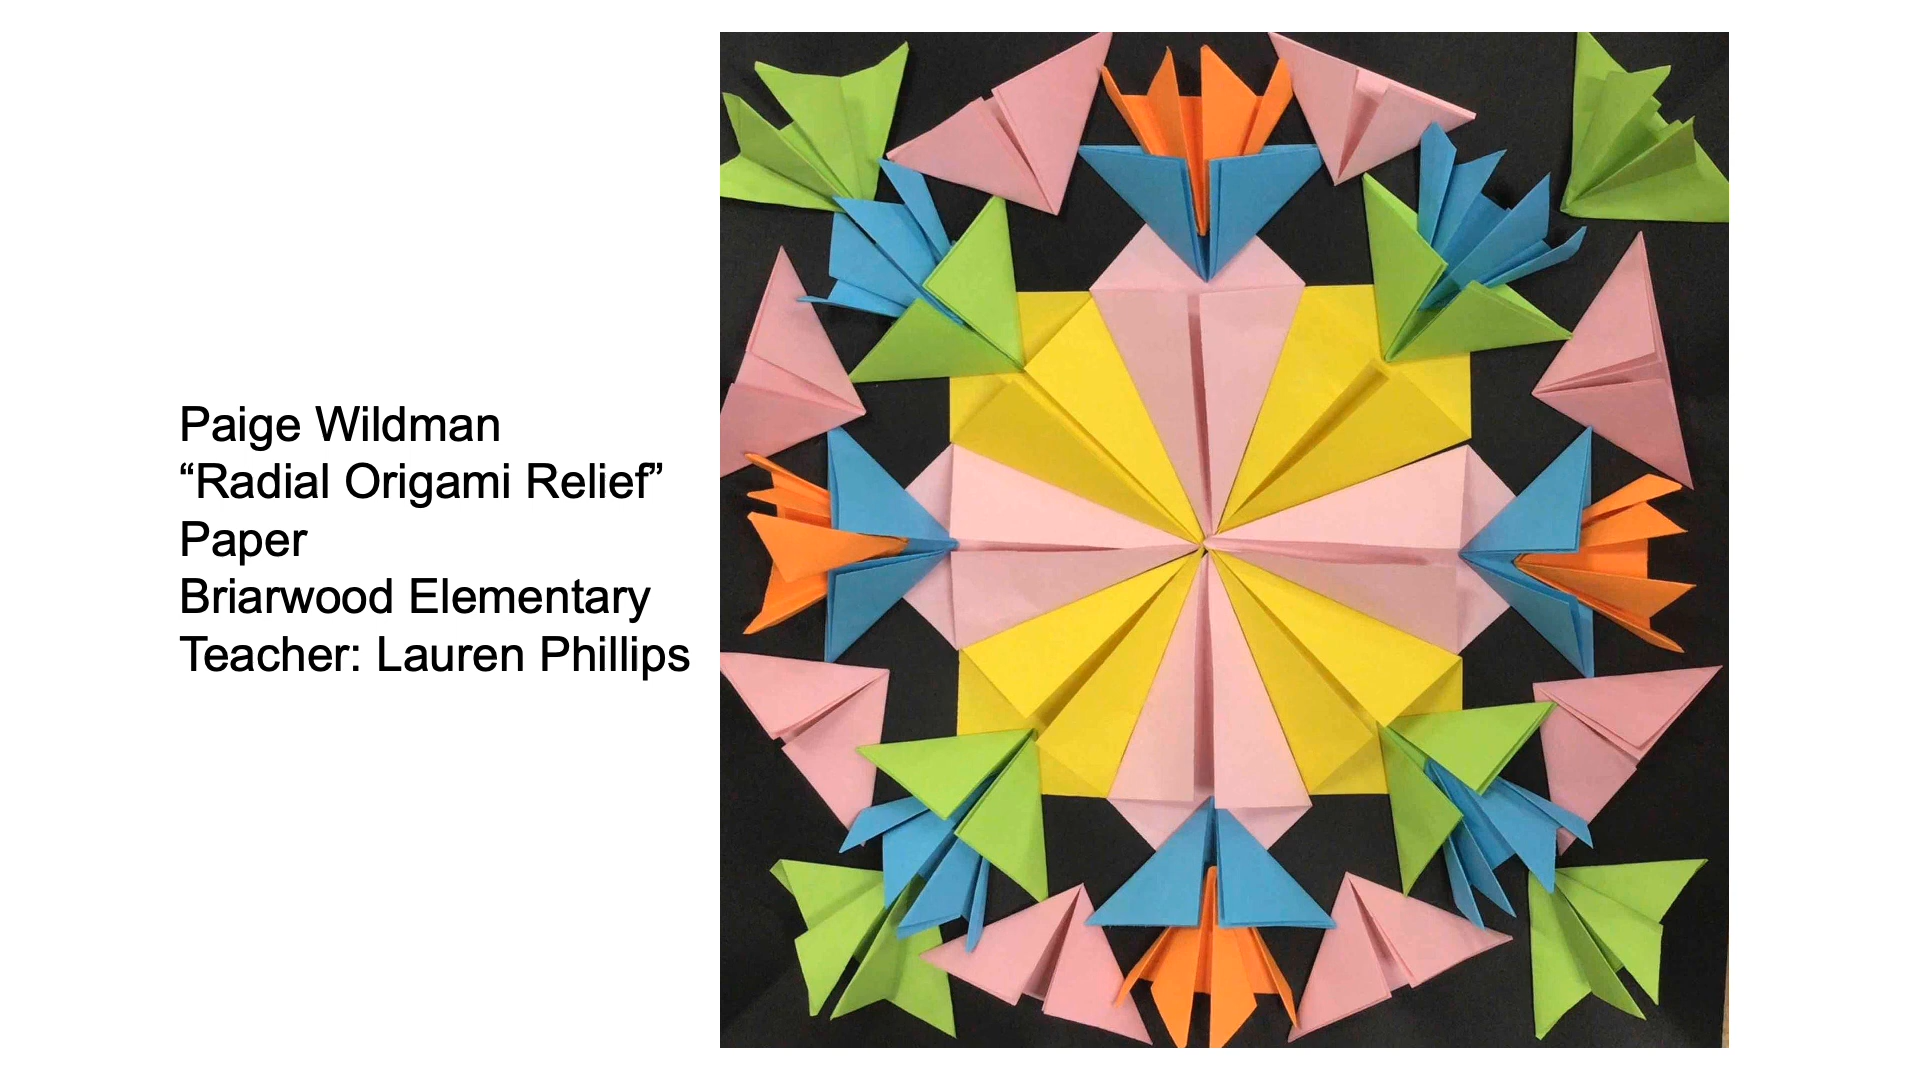 Paige Wildman
“Radial Origami Relief”
Paper
Briarwood Elementary
Teacher: Lauren Phillips